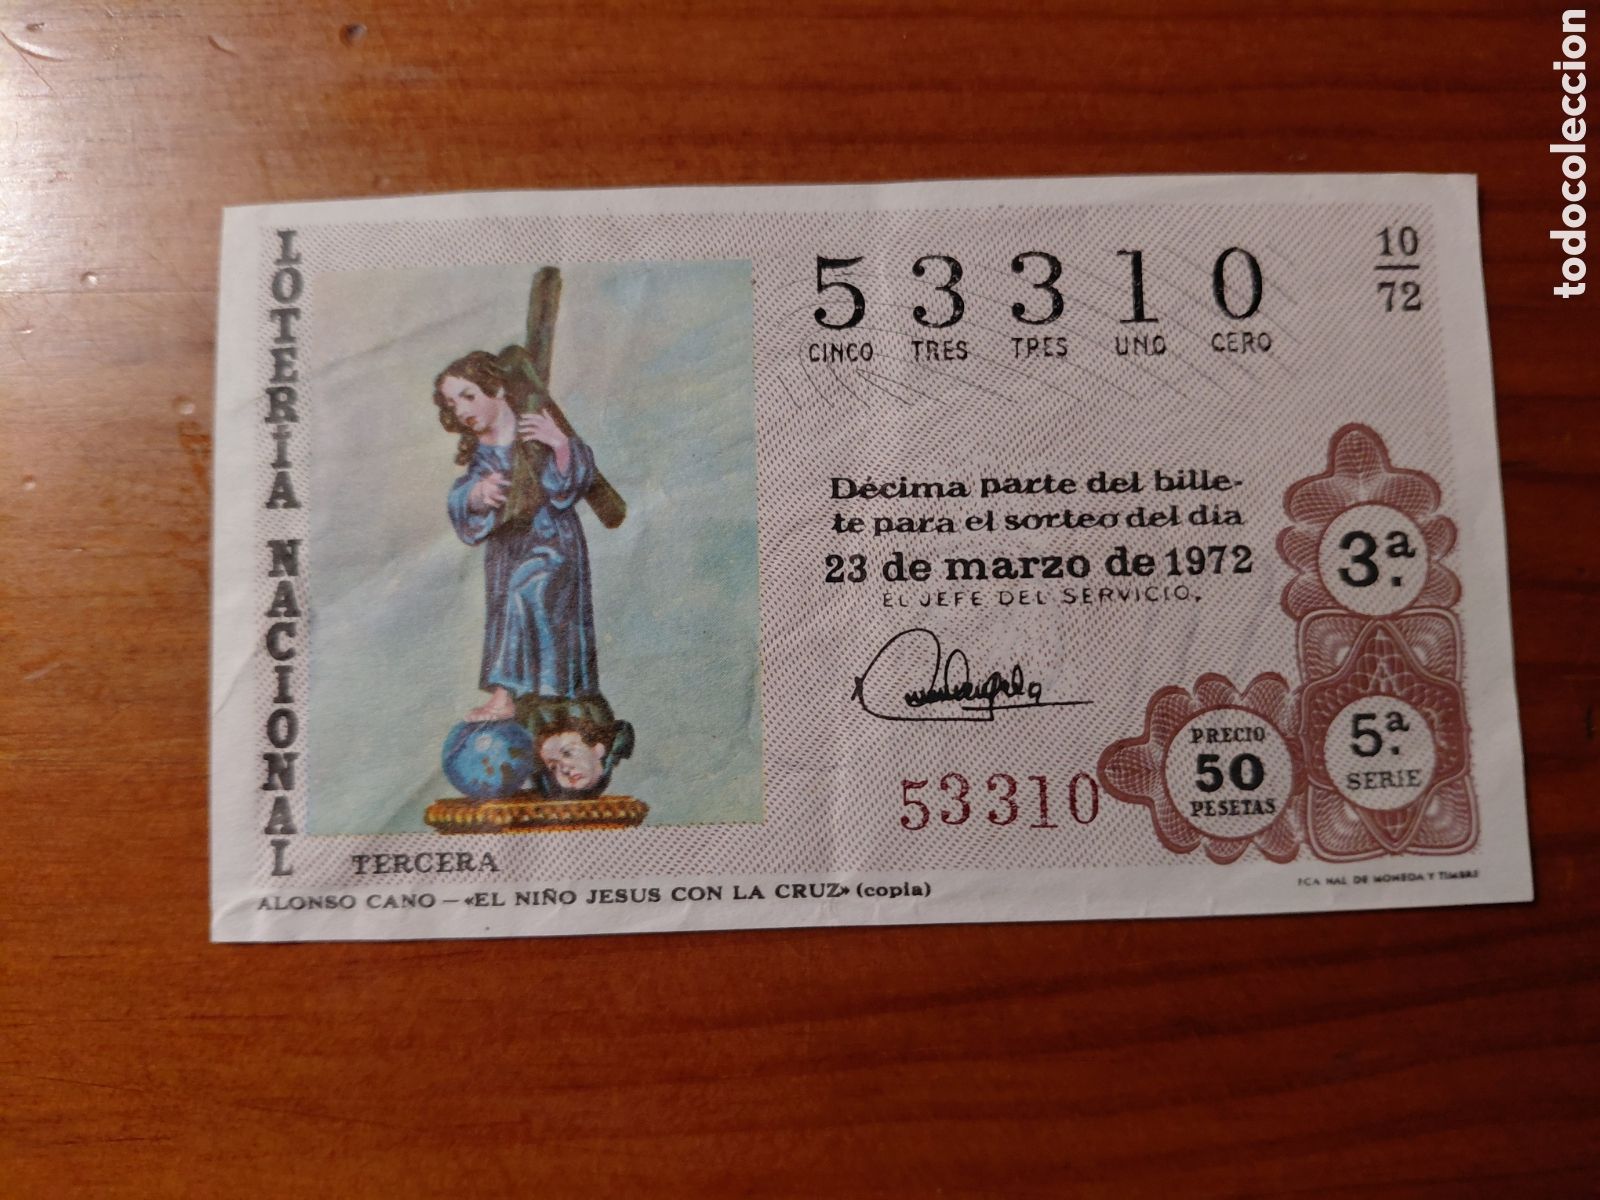 LOTERÍA NACIONAL
53310
CINCO TRES TRES UNO CERO
10
72
Décima parte del bille-
te para el sorteo del día
23 de marzo de 1972
EL JEFE DEL SERVICIO,
3ª.
5ª.
SERIE
PRECIO
50
PESETAS
53310
TERCERA
ALONSO CANO — «EL NIÑO JESUS CON LA CRUZ» (copia)
FCA NAL DE MONEDA Y TIMBRE
todocoleccion